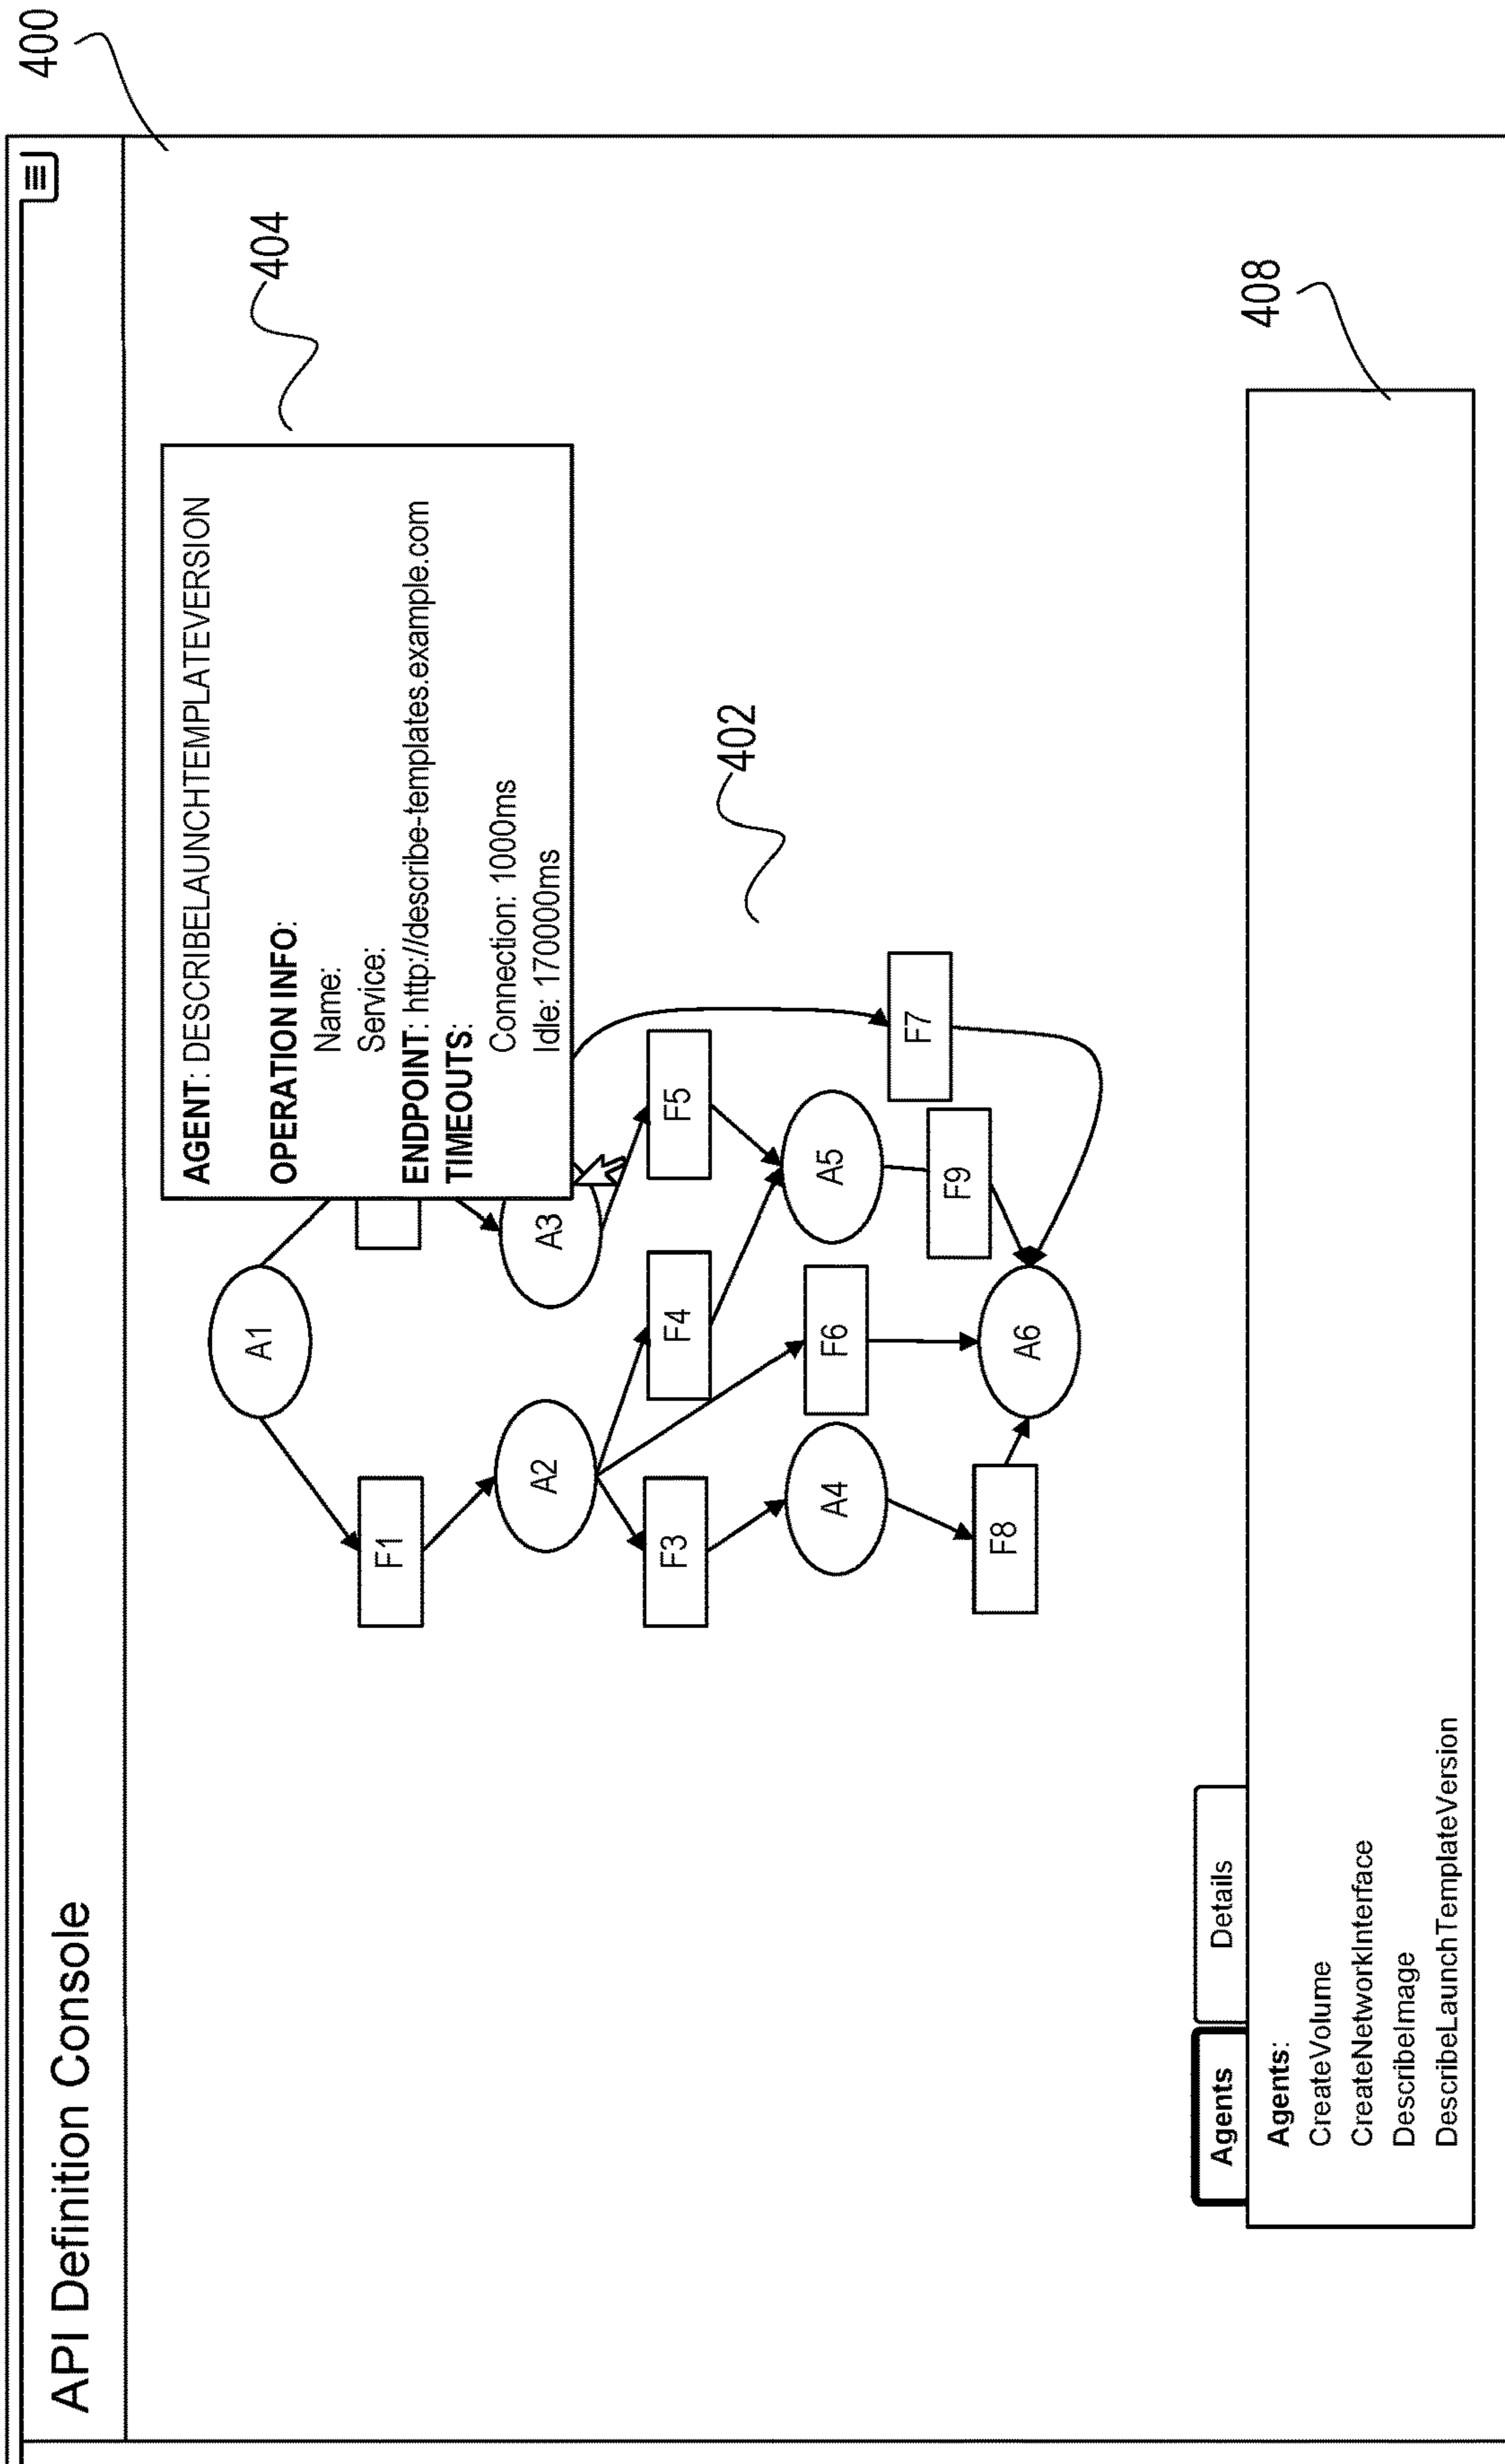 400
API Definition Console
404
AGENT: DESCRIBELAUNCHTEMPLATEVERSION
OPERATION INFO:
Name:
Service:
ENDPOINT: http://describe-templates.example.com
TIMEOUTS:
Connection: 1000ms
Idle: 170000ms
A1
F1
A2
A3
F3
F4
F5
402
A4
F6
A5
F7
F8
A6
F9
Agents
Details
408
Agents:
CreateVolume
CreateNetworkInterface
DescribeImage
DescribeLaunchTemplateVersion